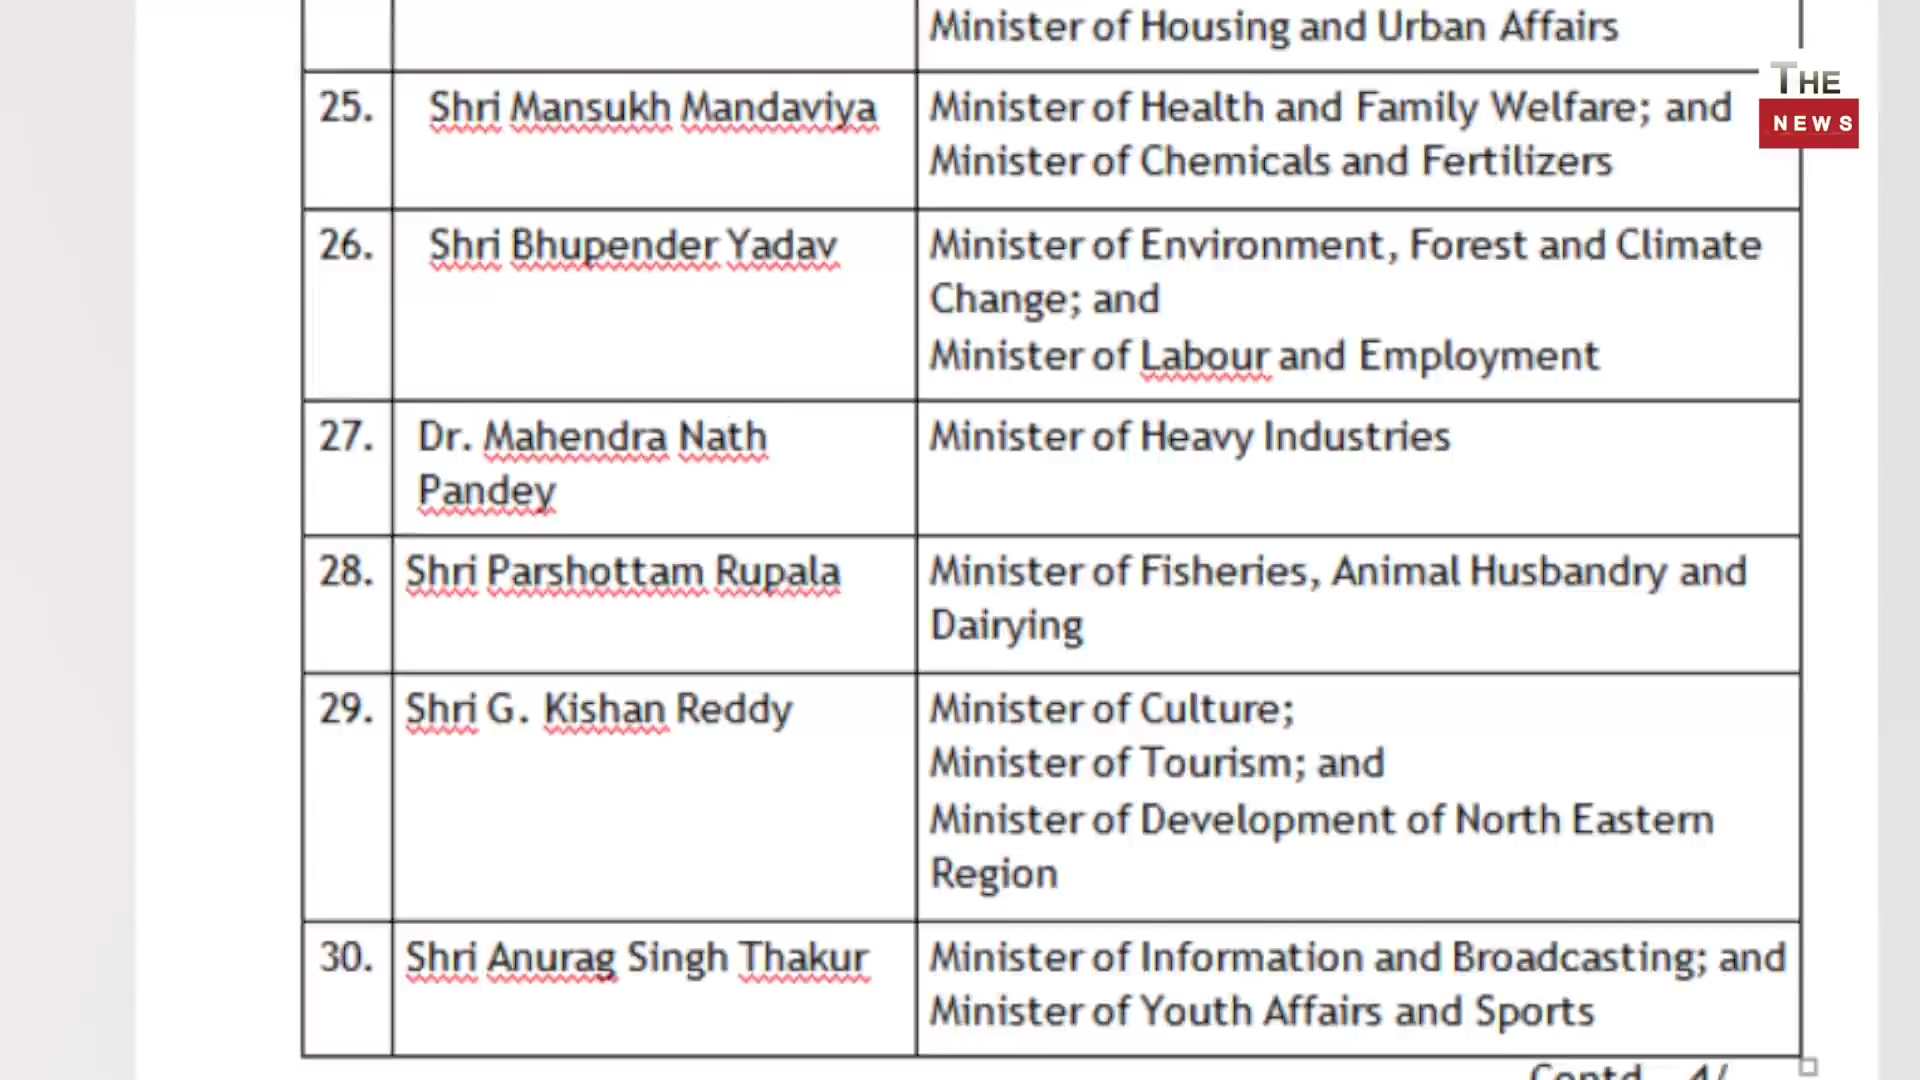 Minister of Housing and Urban Affairs
THE
NEWS
25. Shri Mansukh Mandaviya Minister of Health and Family Welfare; and
Minister of Chemicals and Fertilizers
26. Shri Bhupender Yadav Minister of Environment, Forest and Climate
Change; and
Minister of Labour and Employment
27. Dr. Mahendra Nath Minister of Heavy Industries
Pandey
28. Shri Parshottam Rupala Minister of Fisheries, Animal Husbandry and
Dairying
29. Shri G. Kishan Reddy Minister of Culture;
Minister of Tourism; and
Minister of Development of North Eastern
Region
30. Shri Anurag Singh Thakur Minister of Information and Broadcasting; and
Minister of Youth Affairs and Sports